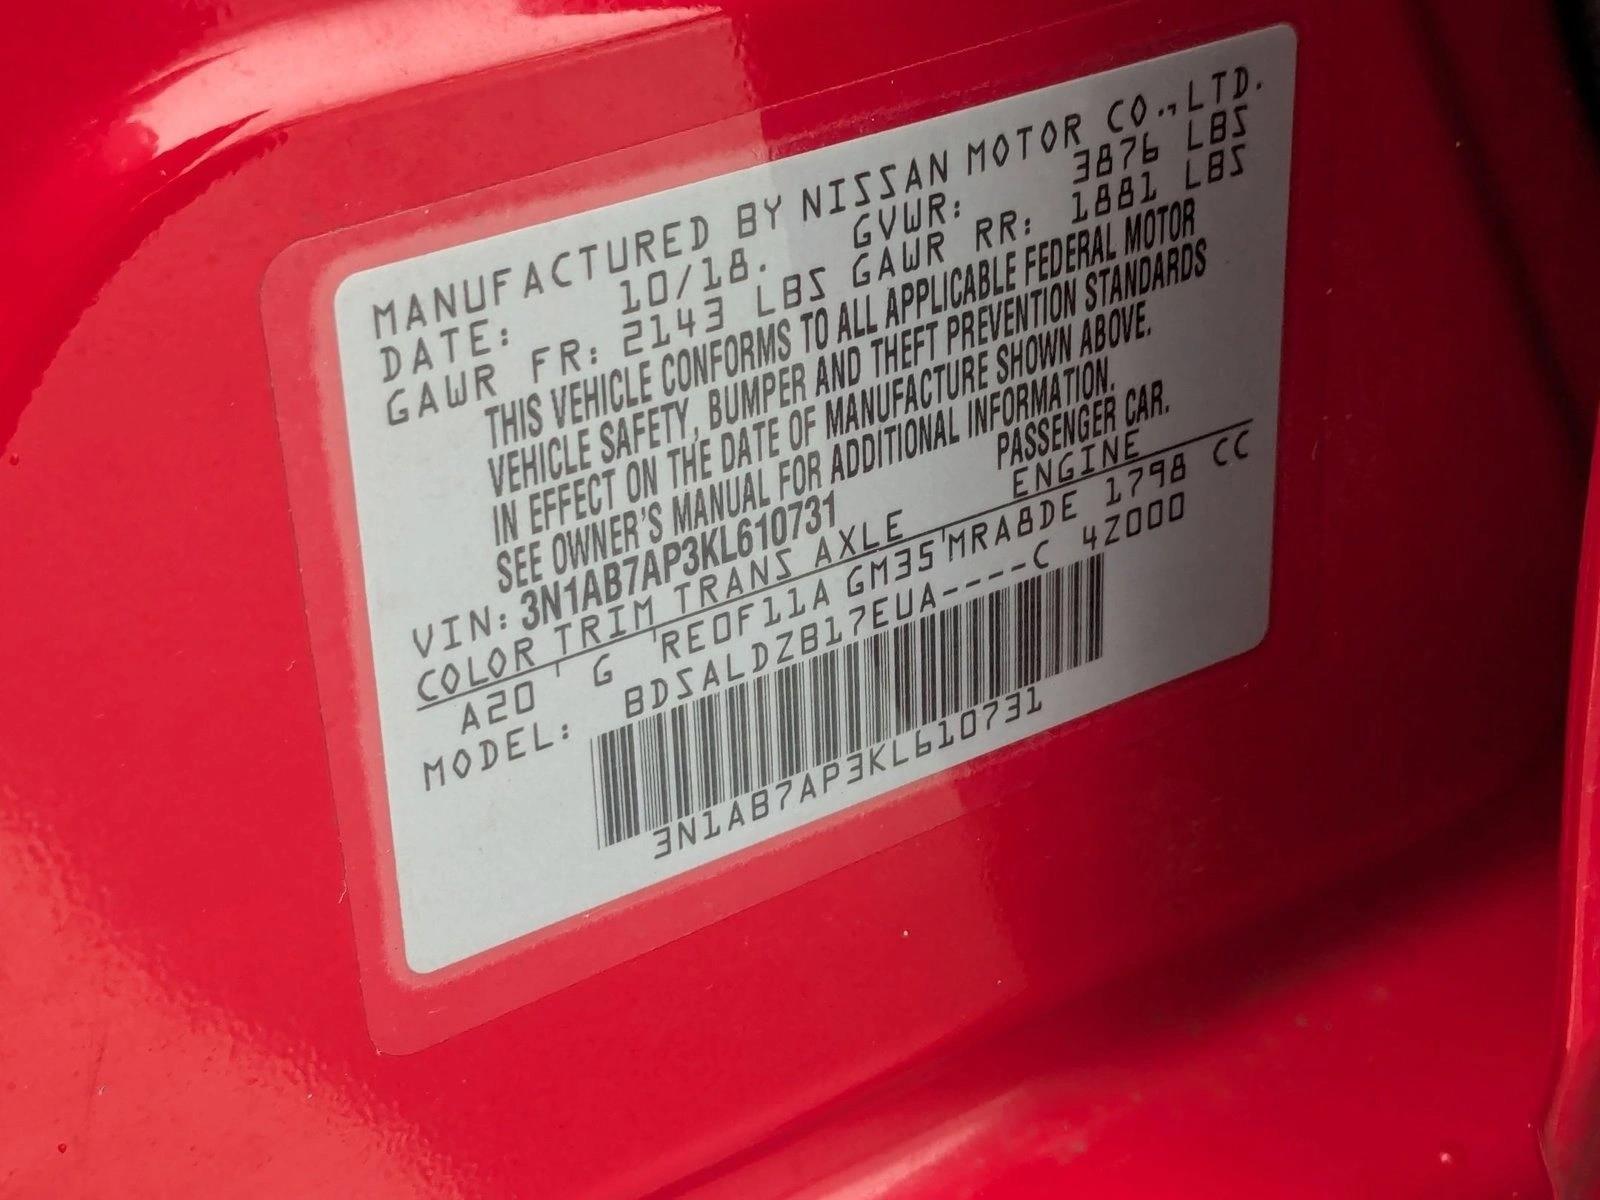 MANUFACTURED BY NISSAN MOTOR CO.,LTD.
DATE: 10/18. GVWR: 3876 LBS
GAWR FR: 2143 LBS GAWR RR: 1881 LBS
THIS VEHICLE CONFORMS TO ALL APPLICABLE FEDERAL MOTOR
VEHICLE SAFETY, BUMPER AND THEFT PREVENTION STANDARDS
IN EFFECT ON THE DATE OF MANUFACTURE SHOWN ABOVE.
SEE OWNER'S MANUAL FOR ADDITIONAL INFORMATION.
VIN: 3N1AB7AP3KL610731 PASSENGER CAR.
COLOR TRIM TRANS AXLE ENGINE
A20 G RE0F11A GM35 MRA8DE 1798 CC
MODEL: BDSALDZB17EUA----C 4Z000
3N1AB7AP3KL610731